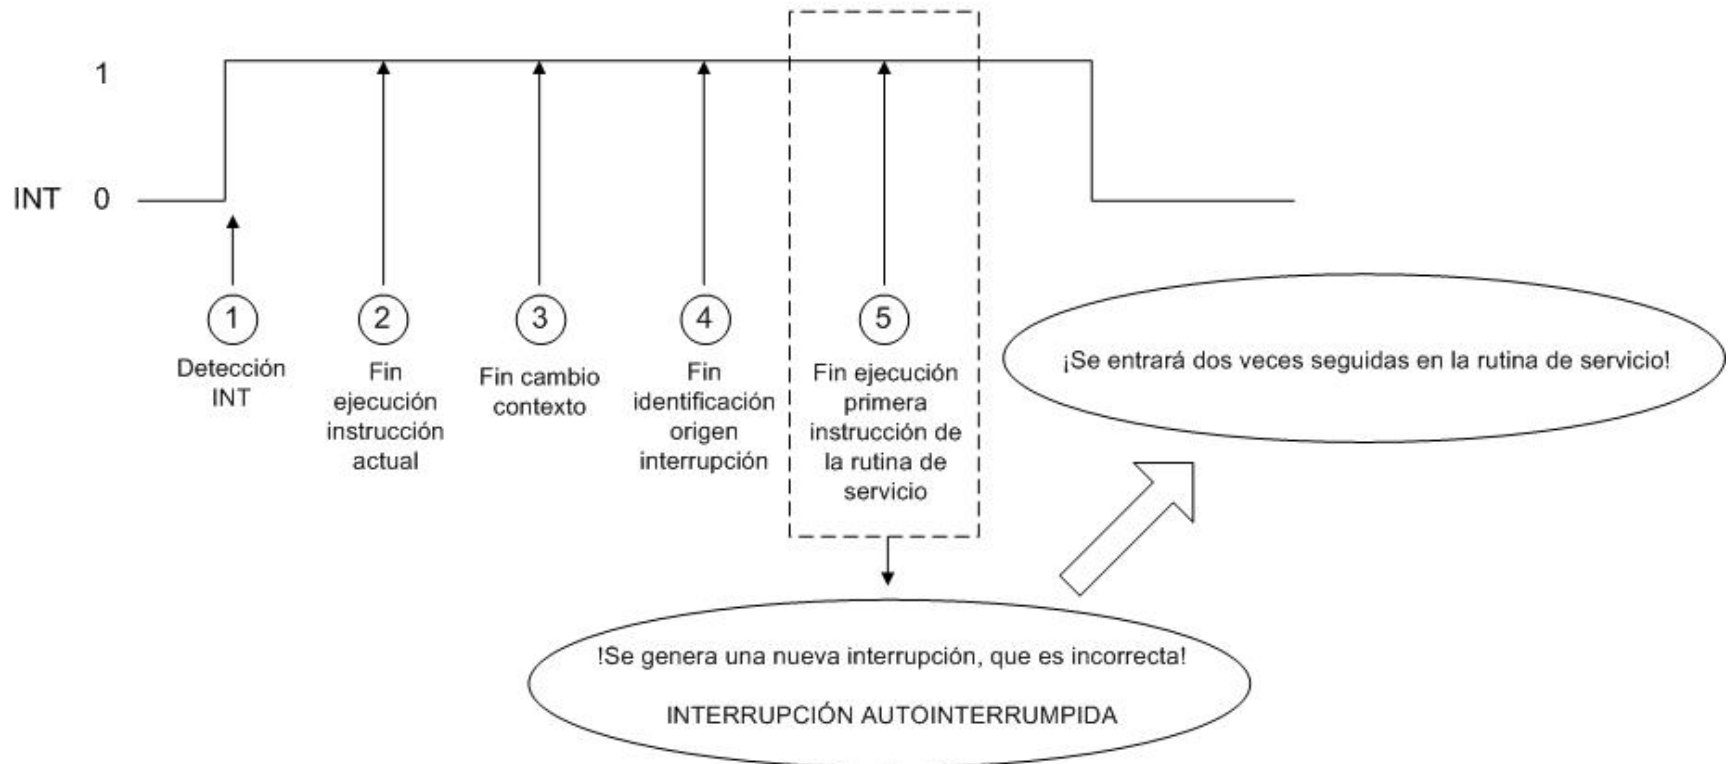 1
INT 0
1
Detección
INT
2
Fin
ejecución
instrucción
actual
3
Fin cambio
contexto
4
Fin
identificación
origen
interrupción
5
Fin ejecución
primera
instrucción de
la rutina de
servicio
¡Se entrará dos veces seguidas en la rutina de servicio!
!Se genera una nueva interrupción, que es incorrecta!
INTERRUPCIÓN AUTOINTERRUMPIDA